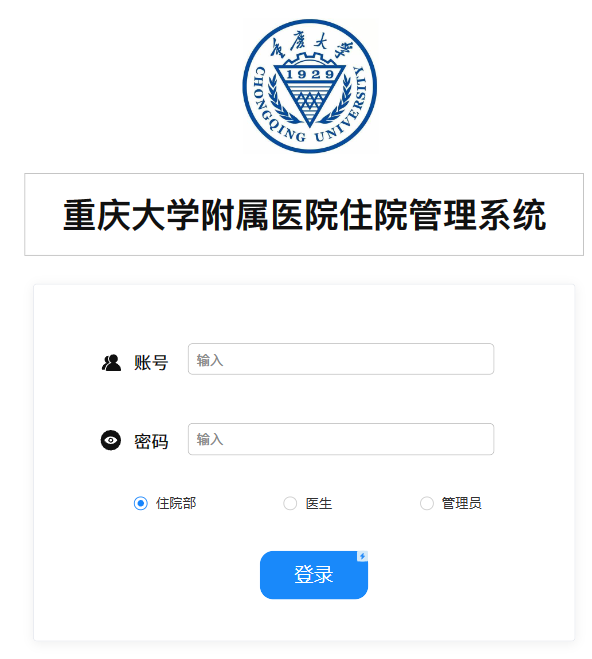 重庆大学
1929
CHONGQING UNIVERSITY
重庆大学附属医院住院管理系统
账号 输入
密码 输入
住院部 医生 管理员
登录